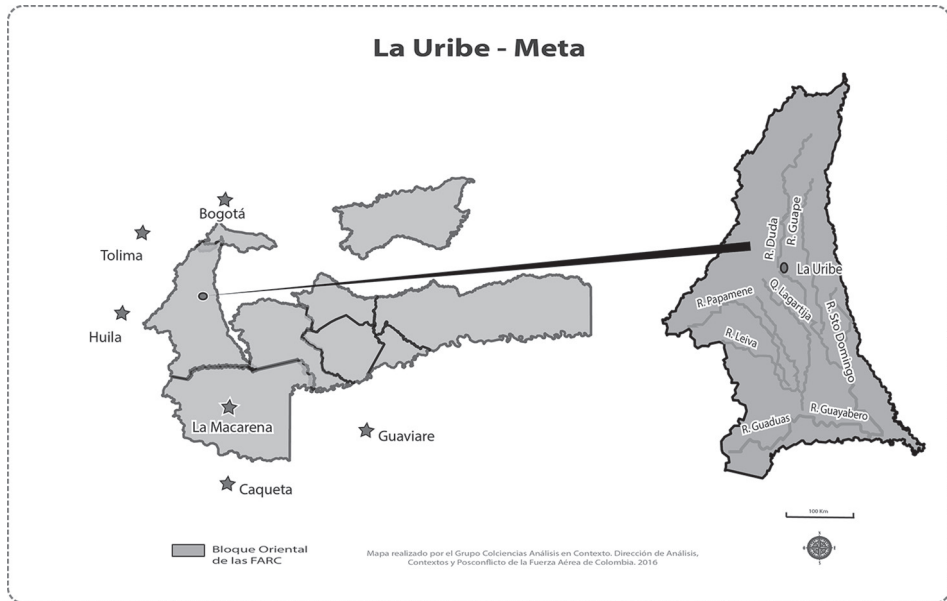 La Uribe - Meta
Bogotá
Tolima
Huila
La Macarena
Guaviare
Caqueta
R. Duda
R. Guape
La Uribe
Q. Lagartija
R. Papamene
R. Sto Domingo
R. Leiva
R. Guayabero
R. Guaduas
100 Km
Bloque Oriental
de las FARC
Mapa realizado por el Grupo Colciencias Análisis en Contexto. Dirección de Análisis,
Contextos y Posconflicto de la Fuerza Aérea de Colombia. 2016